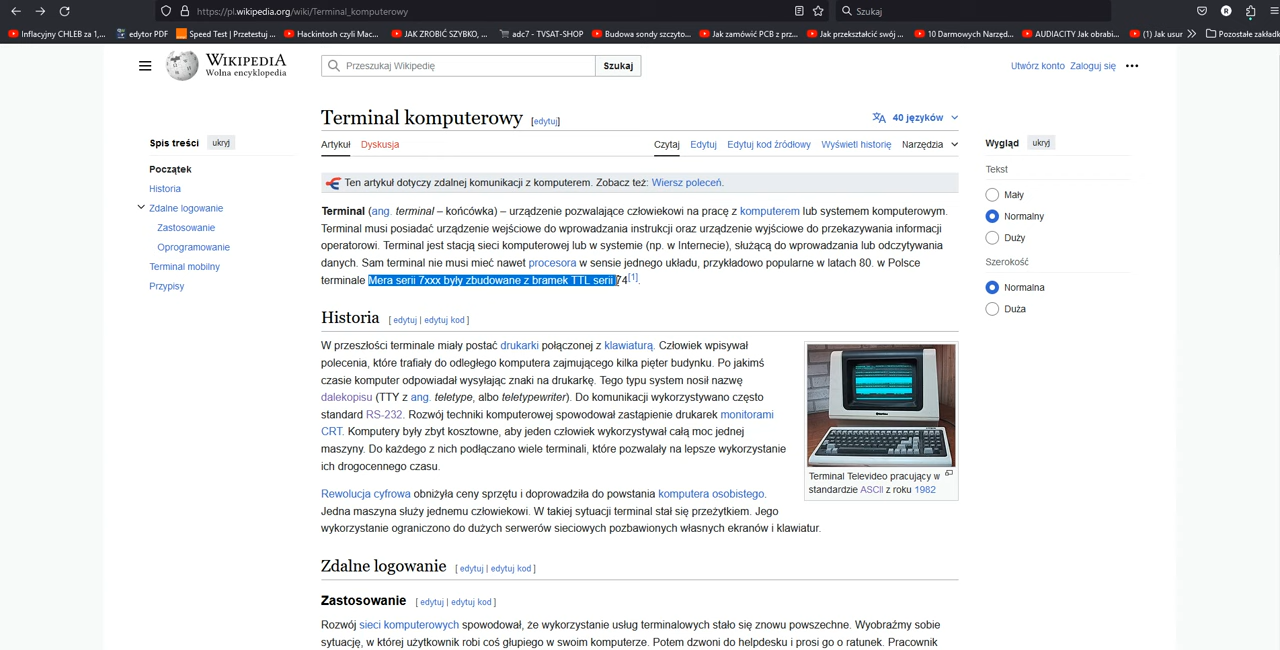 https://pl.wikipedia.org/wiki/Terminal_komputerowy
Szukaj
Inflacyjny CHLEB za 1,...
edytor PDF
Speed Test | Przetestuj ...
Hackintosh czyli Mac...
JAK ZROBIĆ SZYBKO, ...
adc7 - TVSAT-SHOP
Budowa sondy szczyto...
Jak zamówić PCB z prz...
Jak przekształcić swój ...
10 Darmowych Narzęd...
AUDIACITY Jak obrabi...
(1) Jak usur
Pozostałe zakładk
WIKIPEDIA
Wolna encyklopedia
Przeszukaj Wikipedię
Szukaj
Utwórz konto Zaloguj się
Terminal komputerowy [edytuj]
40 języków
Artykuł Dyskusja
Czytaj Edytuj Edytuj kod źródłowy Wyświetl historię Narzędzia
Spis treści ukryj
Początek
Historia
Zdalne logowanie
Zastosowanie
Oprogramowanie
Terminal mobilny
Przypisy
Ten artykuł dotyczy zdalnej komunikacji z komputerem. Zobacz też: Wiersz poleceń.
Terminal (ang. terminal – końcówka) – urządzenie pozwalające człowiekowi na pracę z komputerem lub systemem komputerowym.
Terminal musi posiadać urządzenie wejściowe do wprowadzania instrukcji oraz urządzenie wyjściowe do przekazywania informacji
operatorowi. Terminal jest stacją sieci komputerowej lub w systemie (np. w Internecie), służącą do wprowadzania lub odczytywania
danych. Sam terminal nie musi mieć nawet procesora w sensie jednego układu, przykładowo popularne w latach 80. w Polsce
terminale Mera serii 7xxx były zbudowane z bramek TTL serii 74[1].
Historia [ edytuj | edytuj kod ]
W przeszłości terminale miały postać drukarki połączonej z klawiaturą. Człowiek wpisywał
polecenia, które trafiały do odległego komputera zajmującego kilka pięter budynku. Po jakimś
czasie komputer odpowiadał wysyłając znaki na drukarkę. Tego typu system nosił nazwę
dalekopisu (TTY z ang. teletype, albo teletypewriter). Do komunikacji wykorzystywano często
standard RS-232. Rozwój techniki komputerowej spowodował zastąpienie drukarek monitorami
CRT. Komputery były zbyt kosztowne, aby jeden człowiek wykorzystywał całą moc jednej
maszyny. Do każdego z nich podłączano wiele terminali, które pozwalały na lepsze wykorzystanie
ich drogocennego czasu.
Terminal Televideo pracujący w
standardzie ASCII z roku 1982
Rewolucja cyfrowa obniżyła ceny sprzętu i doprowadziła do powstania komputera osobistego.
Jedna maszyna służy jednemu człowiekowi. W takiej sytuacji terminal stał się przeżytkiem. Jego
wykorzystanie ograniczono do dużych serwerów sieciowych pozbawionych własnych ekranów i klawiatur.
Zdalne logowanie [ edytuj | edytuj kod ]
Zastosowanie [ edytuj | edytuj kod ]
Rozwój sieci komputerowych spowodował, że wykorzystanie usług terminalowych stało się znowu powszechne. Wyobraźmy sobie
sytuację, w której użytkownik robi coś głupiego w swoim komputerze. Potem dzwoni do helpdesku i prosi go o ratunek. Pracownik
Wygląd ukryj
Tekst
Mały
Normalny
Duży
Szerokość
Normalna
Duża